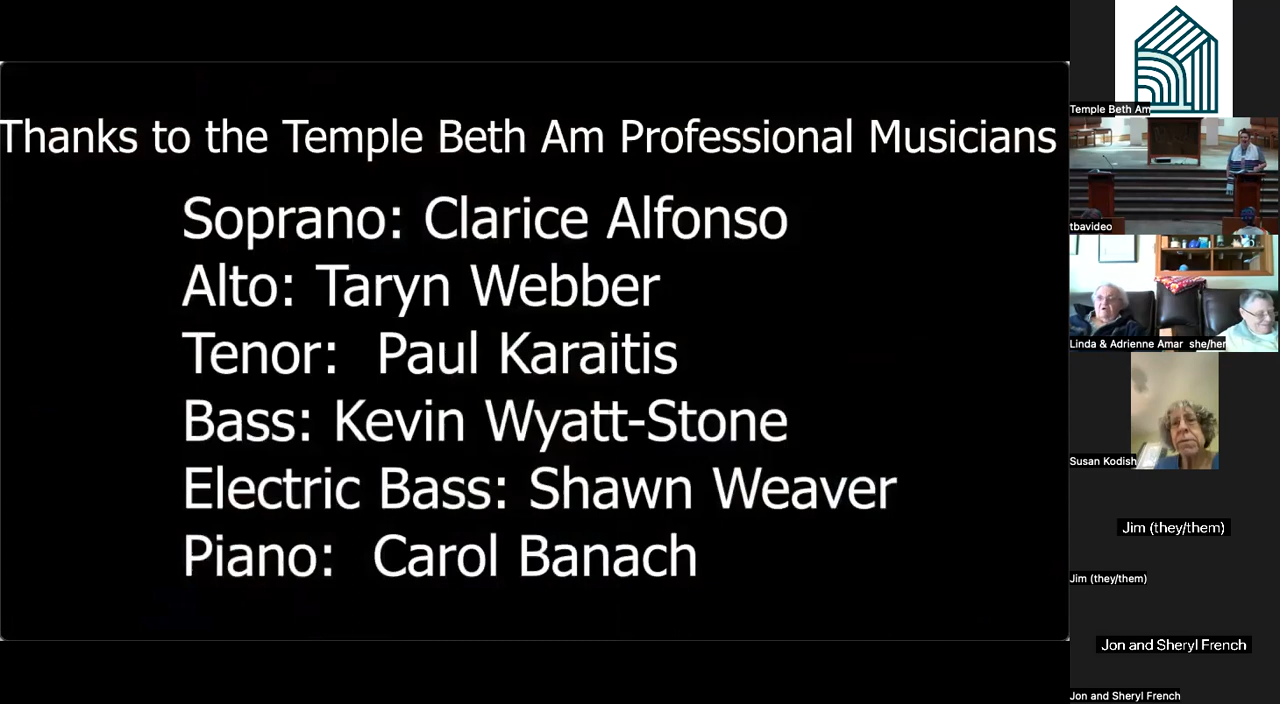 Thanks to the Temple Beth Am Professional Musicians
Soprano: Clarice Alfonso
Alto: Taryn Webber
Tenor: Paul Karaitis
Bass: Kevin Wyatt-Stone
Electric Bass: Shawn Weaver
Piano: Carol Banach
Temple Beth Am
tbavideo
Linda & Adrienne Amar she/her
Susan Kodish
Jim (they/them)
Jim (they/them)
Jon and Sheryl French
Jon and Sheryl French